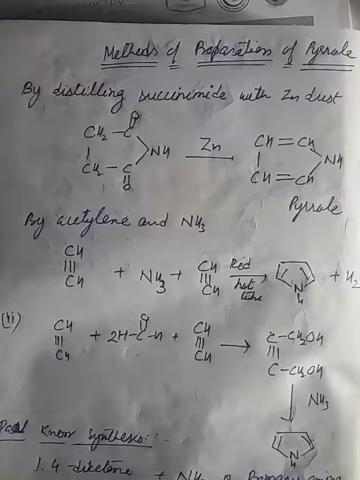 Methods of Preparation of Pyrrole
By distilling succinimide with Zn dust
O
CH2 – C
NH
CH2 – C
O
Zn
CH = CH
NH
CH = CH
Pyrrole
By acetylene and NH3
CH
≡
CH
+ NH3 +
CH
≡
CH
Red
hot
tube
N
H
+ H2
(ii)
CH
≡
CH
+ 2H-C-H +
O
CH
≡
CH
→
C – CH2OH
≡
C – CH2OH
NH3
N
H
Paal Knorr Synthesis:-
1.4 diketone + NH3